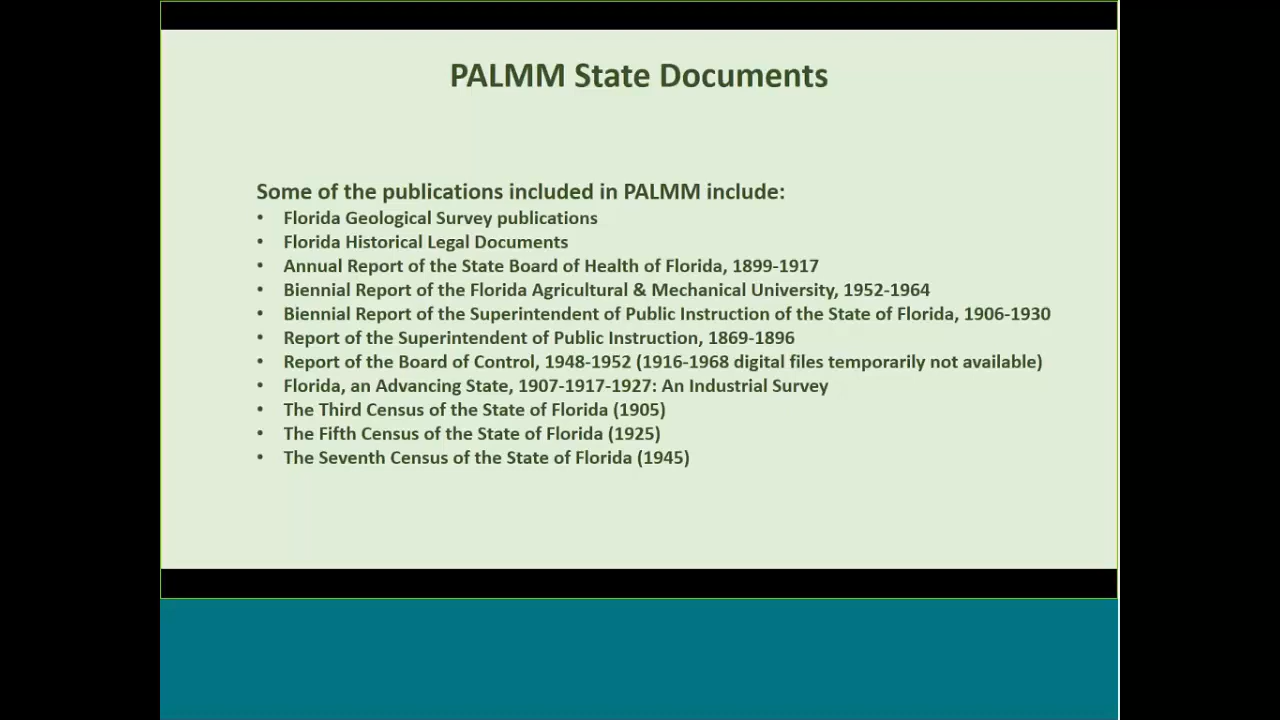 PALMM State Documents
Some of the publications included in PALMM include:
• Florida Geological Survey publications
• Florida Historical Legal Documents
• Annual Report of the State Board of Health of Florida, 1899-1917
• Biennial Report of the Florida Agricultural & Mechanical University, 1952-1964
• Biennial Report of the Superintendent of Public Instruction of the State of Florida, 1906-1930
• Report of the Superintendent of Public Instruction, 1869-1896
• Report of the Board of Control, 1948-1952 (1916-1968 digital files temporarily not available)
• Florida, an Advancing State, 1907-1917-1927: An Industrial Survey
• The Third Census of the State of Florida (1905)
• The Fifth Census of the State of Florida (1925)
• The Seventh Census of the State of Florida (1945)